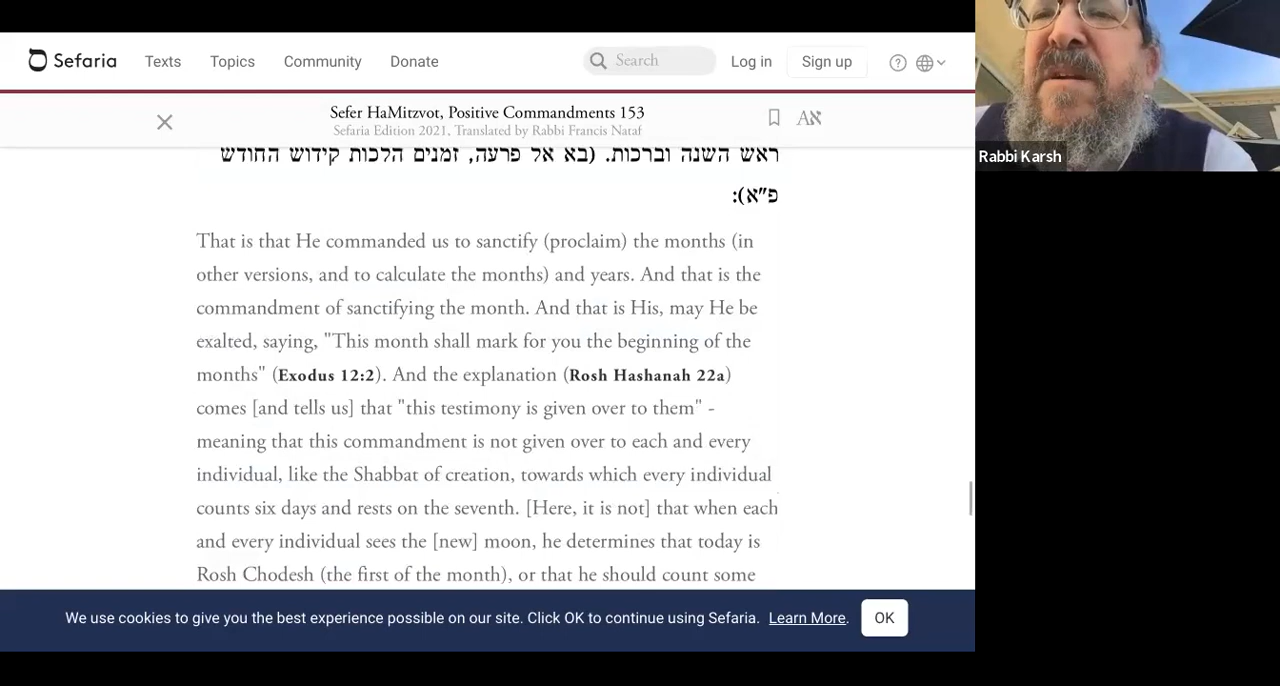 Sefaria Texts Topics Community Donate Search Log in Sign up
Sefer HaMitzvot, Positive Commandments 153
Sefaria Edition 2021, Translated by Rabbi Francis Nataf
ראש השנה וברכות. (בא אל פרעה, זמנים הלכות קידוש החודש
פ"א):
That is that He commanded us to sanctify (proclaim) the months (in
other versions, and to calculate the months) and years. And that is the
commandment of sanctifying the month. And that is His, may He be
exalted, saying, "This month shall mark for you the beginning of the
months" (Exodus 12:2). And the explanation (Rosh Hashanah 22a)
comes [and tells us] that "this testimony is given over to them" -
meaning that this commandment is not given over to each and every
individual, like the Shabbat of creation, towards which every individual
counts six days and rests on the seventh. [Here, it is not] that when each
and every individual sees the [new] moon, he determines that today is
Rosh Chodesh (the first of the month), or that he should count some
We use cookies to give you the best experience possible on our site. Click OK to continue using Sefaria. Learn More. OK
Rabbi Karsh